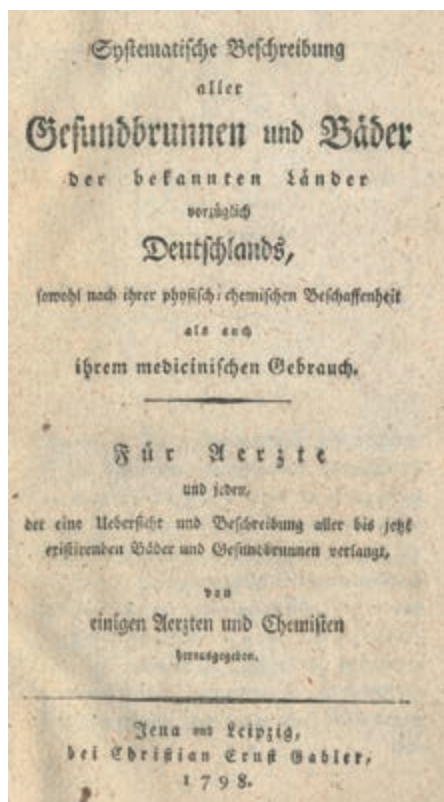 Systematische Beschreibung
aller
Gesundbrunnen und Bäder
der bekannten Länder
vorzüglich
Deutschlands,
sowohl nach ihrer physisch-chemischen Beschaffenheit
als auch
ihrem medicinischen Gebrauch.
Für Aerzte
und jeden,
der eine Uebersicht und Beschreibung aller bis jetzt
existirenden Bäder und Gesundbrunnen verlangt,
von
einigen Aerzten und Chemisten
herausgegeben.
Jena und Leipzig,
bei Christian Ernst Gabler,
1798.